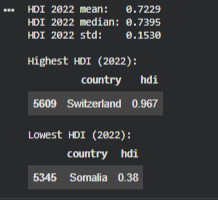 HDI 2022 mean: 0.7229
HDI 2022 median: 0.7395
HDI 2022 std: 0.1530
Highest HDI (2022):
country hdi
5609 Switzerland 0.967
Lowest HDI (2022):
country hdi
5345 Somalia 0.38